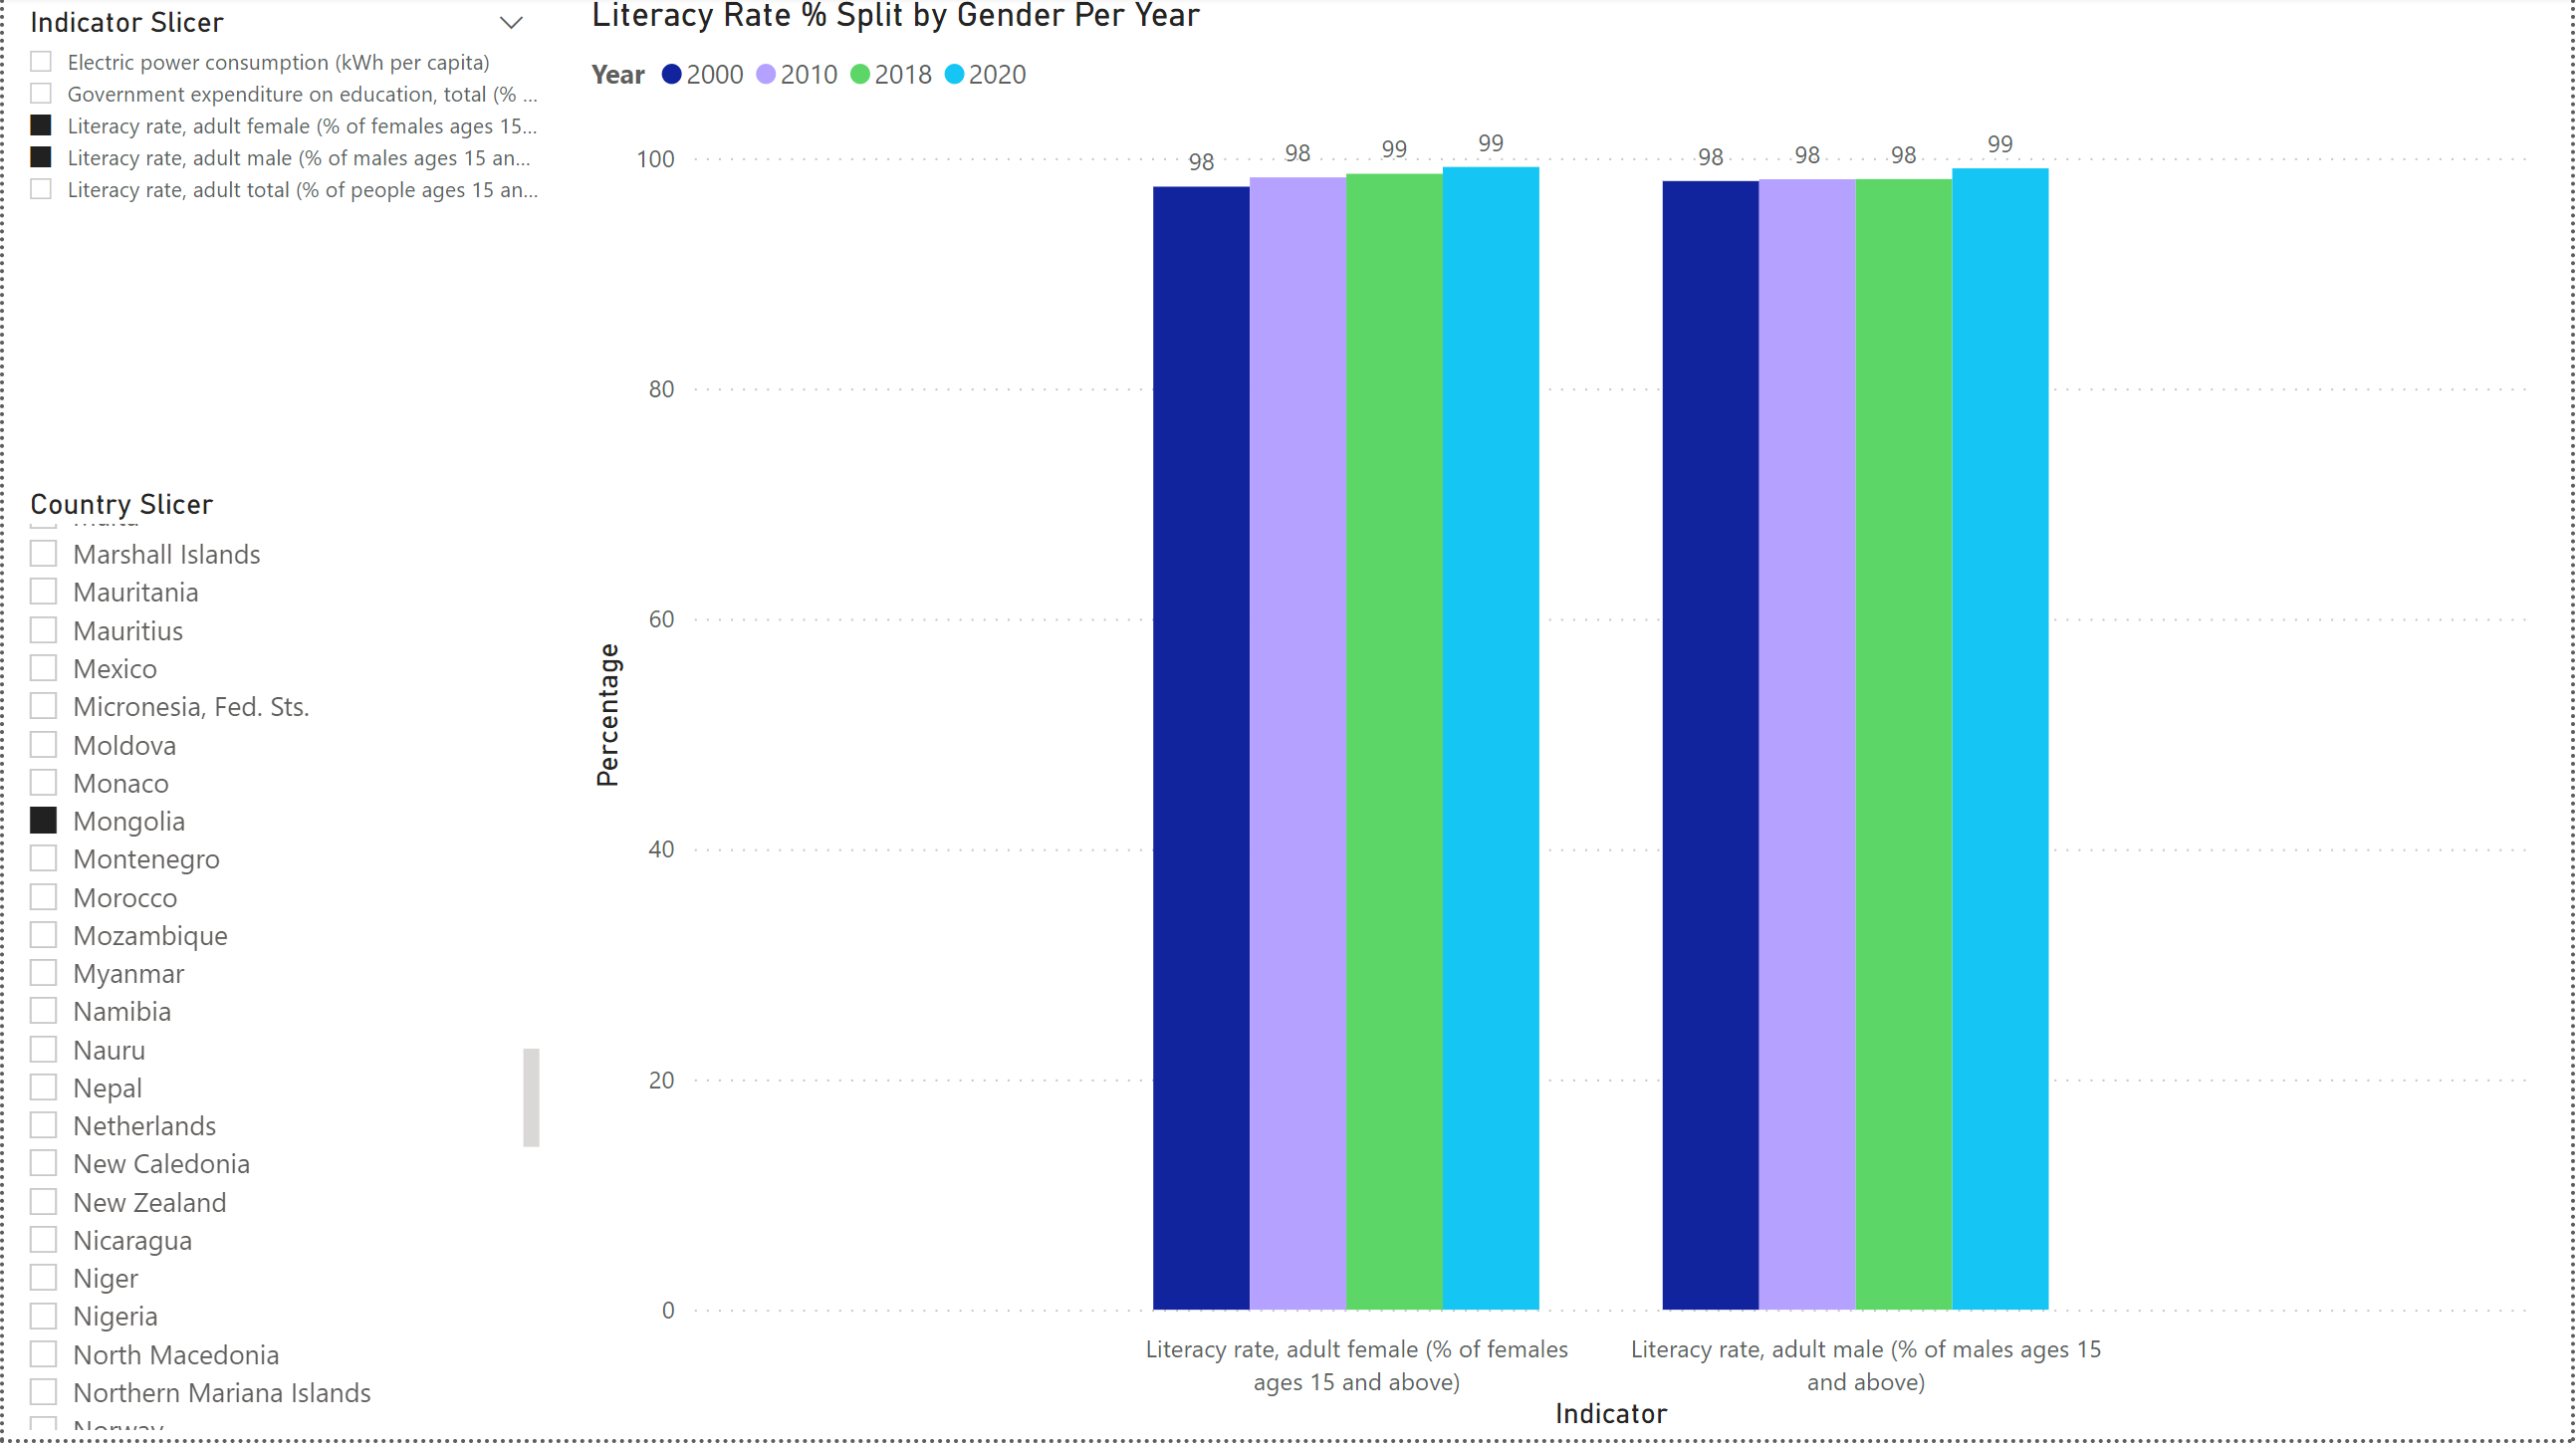 Indicator Slicer
Electric power consumption (kWh per capita)
Government expenditure on education, total (% ...
Literacy rate, adult female (% of females ages 15...
Literacy rate, adult male (% of males ages 15 an...
Literacy rate, adult total (% of people ages 15 an...
Country Slicer
Marshall Islands
Mauritania
Mauritius
Mexico
Micronesia, Fed. Sts.
Moldova
Monaco
Mongolia
Montenegro
Morocco
Mozambique
Myanmar
Namibia
Nauru
Nepal
Netherlands
New Caledonia
New Zealand
Nicaragua
Niger
Nigeria
North Macedonia
Northern Mariana Islands
Norway
Literacy Rate % Split by Gender Per Year
Year 2000 2010 2018 2020
98 98 99 99 98 98 98 99
100
80
60
40
20
0
Percentage
Literacy rate, adult female (% of females
ages 15 and above)
Literacy rate, adult male (% of males ages 15
and above)
Indicator